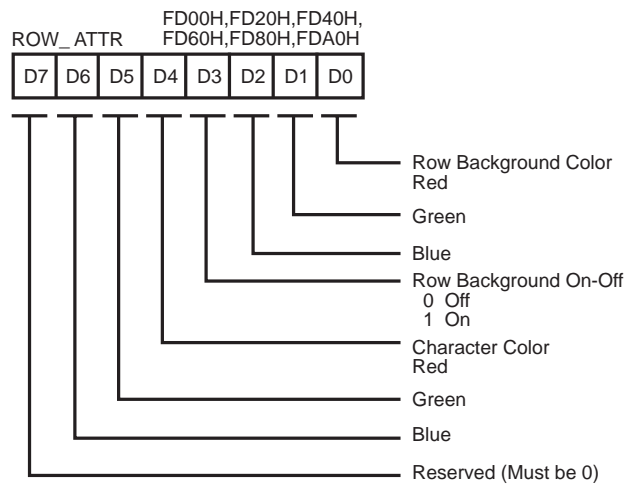 FD00H,FD20H,FD40H,
ROW_ ATTR FD60H,FD80H,FDA0H
D7 D6 D5 D4 D3 D2 D1 D0
Row Background Color
Red
Green
Blue
Row Background On-Off
0 Off
1 On
Character Color
Red
Green
Blue
Reserved (Must be 0)